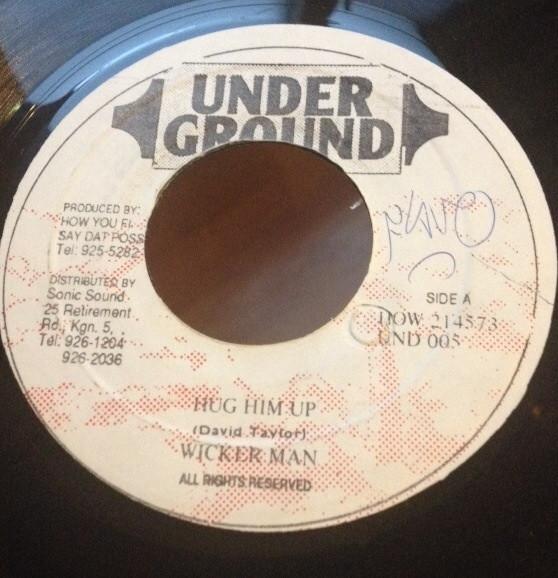 UNDER
GROUND
PRODUCED BY:
HOW YOU FI
SAY DAT POSS
Tel: 925-5282
DISTRIBUTED BY
Sonic Sound
25 Retirement
Rd., Kgn. 5,
Tel: 926-1204
926-2036
SIDE A
DOW 214573
UND 005
HUG HIM UP
(David Taylor)
WICKER MAN
ALL RIGHTS RESERVED